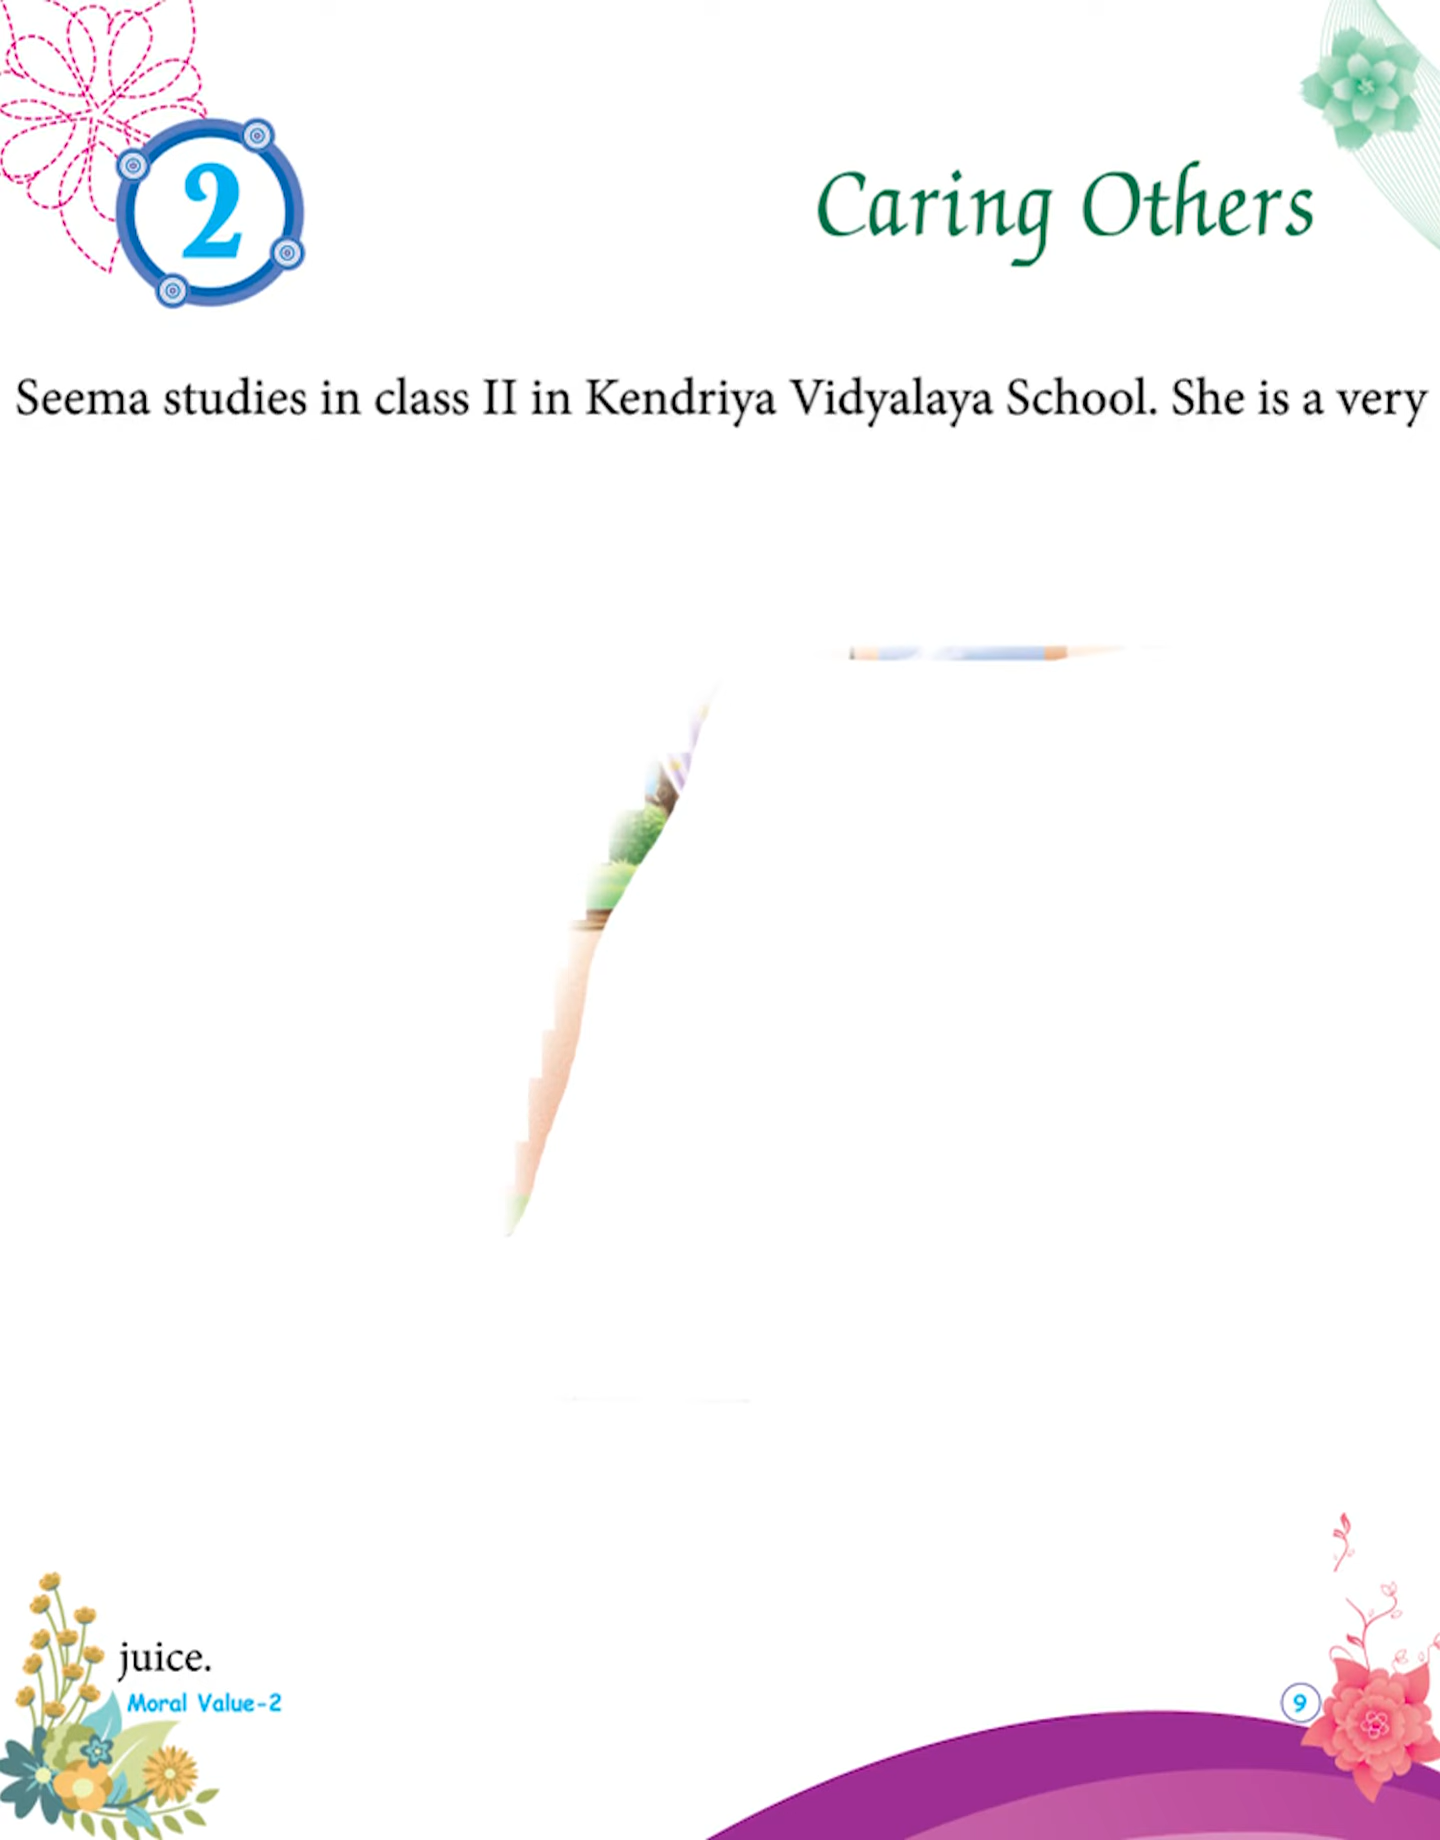 2
Caring Others
Seema studies in class II in Kendriya Vidyalaya School. She is a very
juice.
Moral Value-2
9